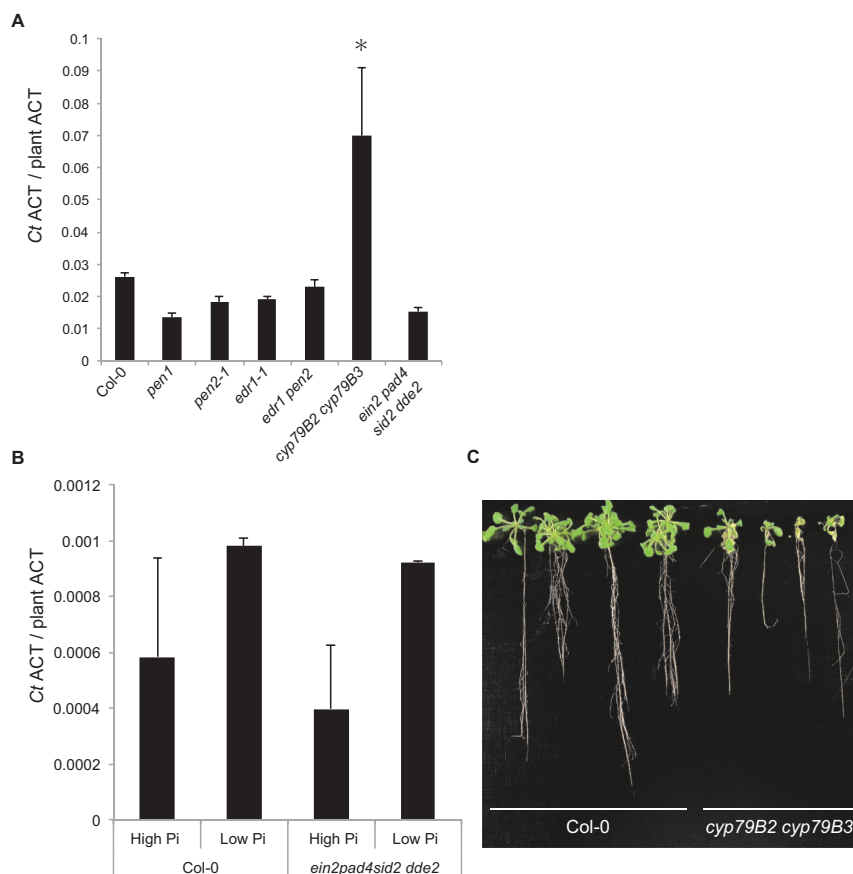 A
Ct ACT / plant ACT
0.1
0.09
0.08
0.07
0.06
0.05
0.04
0.03
0.02
0.01
0
*
Col-0
pen1
pen2-1
edr1-1
edr1 pen2
cyp79B2 cyp79B3
ein2 pad4
sid2 dde2
B
Ct ACT / plant ACT
0.0012
0.001
0.0008
0.0006
0.0004
0.0002
0
High Pi
Low Pi
High Pi
Low Pi
Col-0
ein2pad4sid2 dde2
C
Col-0
cyp79B2 cyp79B3